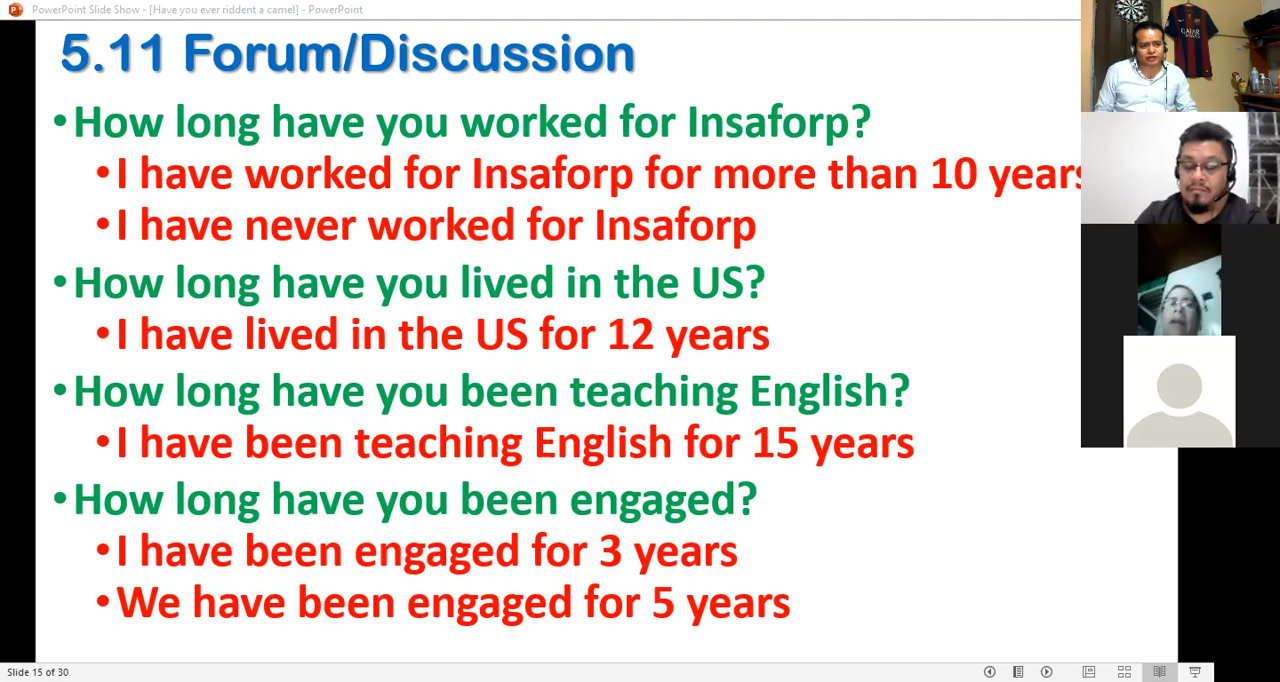 PowerPoint Slide Show - [Have you ever riddent a camel] - PowerPoint
5.11 Forum/Discussion
•How long have you worked for Insaforp?
•I have worked for Insaforp for more than 10 years
•I have never worked for Insaforp
•How long have you lived in the US?
•I have lived in the US for 12 years
•How long have you been teaching English?
•I have been teaching English for 15 years
•How long have you been engaged?
•I have been engaged for 3 years
•We have been engaged for 5 years
Slide 15 of 30